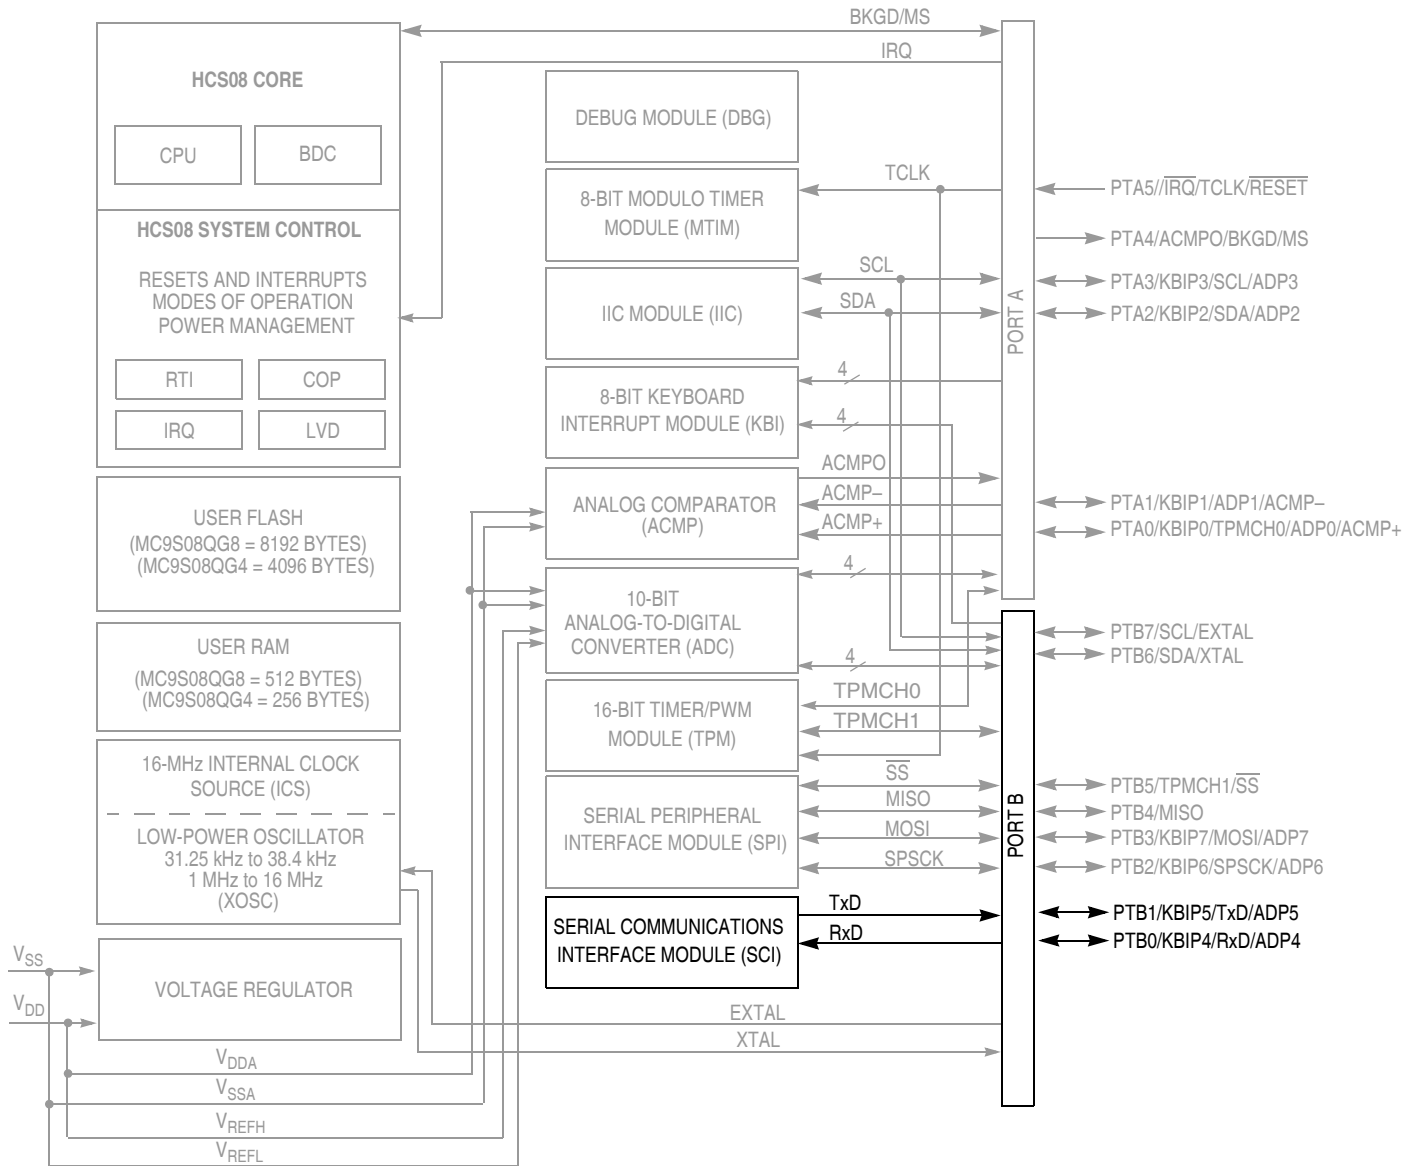 BKGD/MS
IRQ
HCS08 CORE
CPU
BDC
HCS08 SYSTEM CONTROL
RESETS AND INTERRUPTS
MODES OF OPERATION
POWER MANAGEMENT
RTI
COP
IRQ
LVD
USER FLASH
(MC9S08QG8 = 8192 BYTES)
(MC9S08QG4 = 4096 BYTES)
USER RAM
(MC9S08QG8 = 512 BYTES)
(MC9S08QG4 = 256 BYTES)
16-MHz INTERNAL CLOCK
SOURCE (ICS)
LOW-POWER OSCILLATOR
31.25 kHz to 38.4 kHz
1 MHz to 16 MHz
(XOSC)
VSS
VDD
VOLTAGE REGULATOR
VDDA
VSSA
VREFH
VREFL
DEBUG MODULE (DBG)
8-BIT MODULO TIMER
MODULE (MTIM)
TCLK
IIC MODULE (IIC)
SCL
SDA
8-BIT KEYBOARD
INTERRUPT MODULE (KBI)
4
4
ANALOG COMPARATOR
(ACMP)
ACMPO
ACMP–
ACMP+
10-BIT
ANALOG-TO-DIGITAL
CONVERTER (ADC)
4
4
16-BIT TIMER/PWM
MODULE (TPM)
TPMCH0
TPMCH1
SERIAL PERIPHERAL
INTERFACE MODULE (SPI)
SS
MISO
MOSI
SPSCK
SERIAL COMMUNICATIONS
INTERFACE MODULE (SCI)
TxD
RxD
EXTAL
XTAL
PORT A
PORT B
PTA5//IRQ/TCLK/RESET
PTA4/ACMPO/BKGD/MS
PTA3/KBIP3/SCL/ADP3
PTA2/KBIP2/SDA/ADP2
PTA1/KBIP1/ADP1/ACMP–
PTA0/KBIP0/TPMCH0/ADP0/ACMP+
PTB7/SCL/EXTAL
PTB6/SDA/XTAL
PTB5/TPMCH1/SS
PTB4/MISO
PTB3/KBIP7/MOSI/ADP7
PTB2/KBIP6/SPSCK/ADP6
PTB1/KBIP5/TxD/ADP5
PTB0/KBIP4/RxD/ADP4